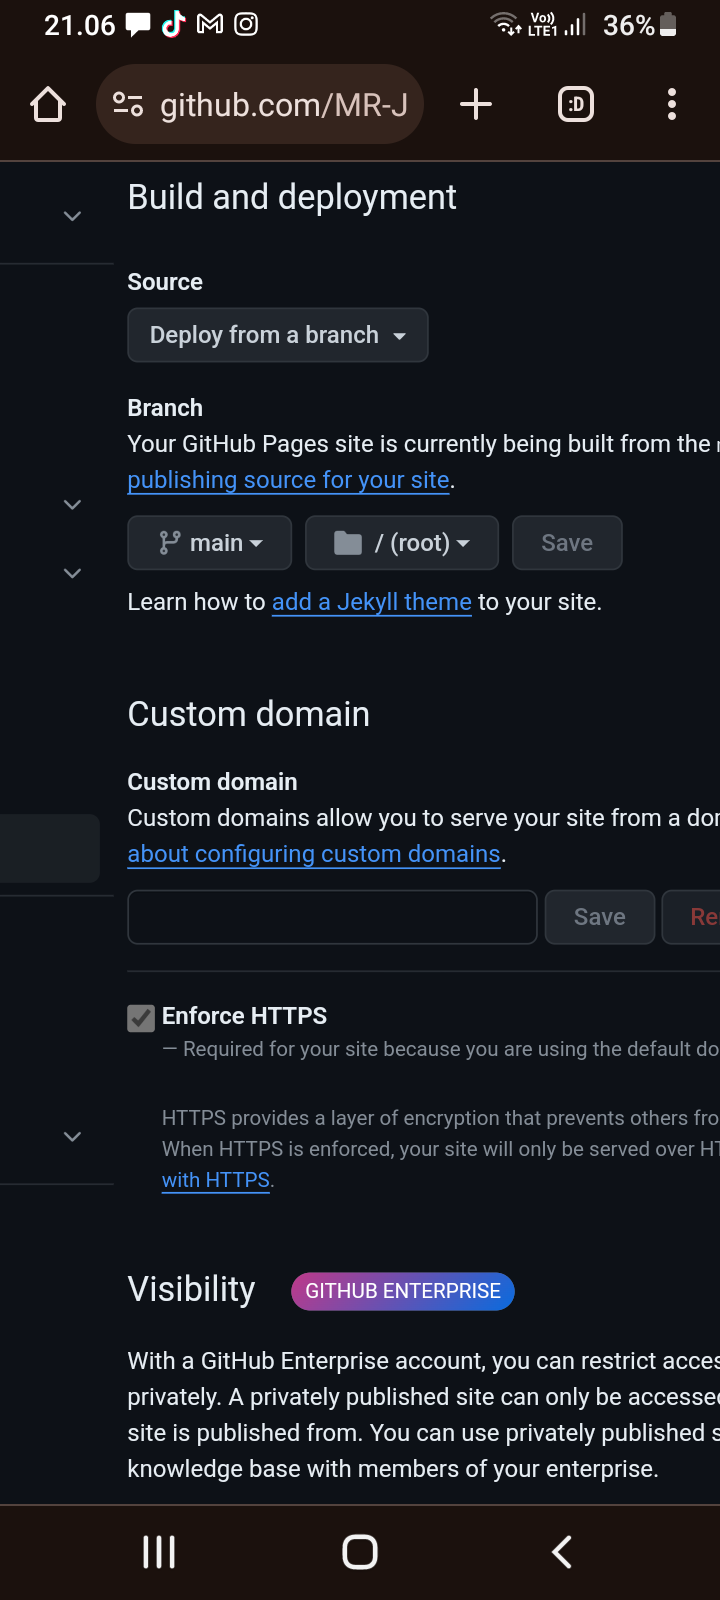 21.06
Vo)) LTE1
36%
github.com/MR-J
:D
Build and deployment
Source
Deploy from a branch
Branch
Your GitHub Pages site is currently being built from the
publishing source for your site.
main
/ (root)
Save
Learn how to add a Jekyll theme to your site.
Custom domain
Custom domain
Custom domains allow you to serve your site from a dor
about configuring custom domains.
Save
Re
Enforce HTTPS
— Required for your site because you are using the default do
HTTPS provides a layer of encryption that prevents others fro
When HTTPS is enforced, your site will only be served over HT
with HTTPS.
Visibility
GITHUB ENTERPRISE
With a GitHub Enterprise account, you can restrict acces
privately. A privately published site can only be accessed
site is published from. You can use privately published s
knowledge base with members of your enterprise.